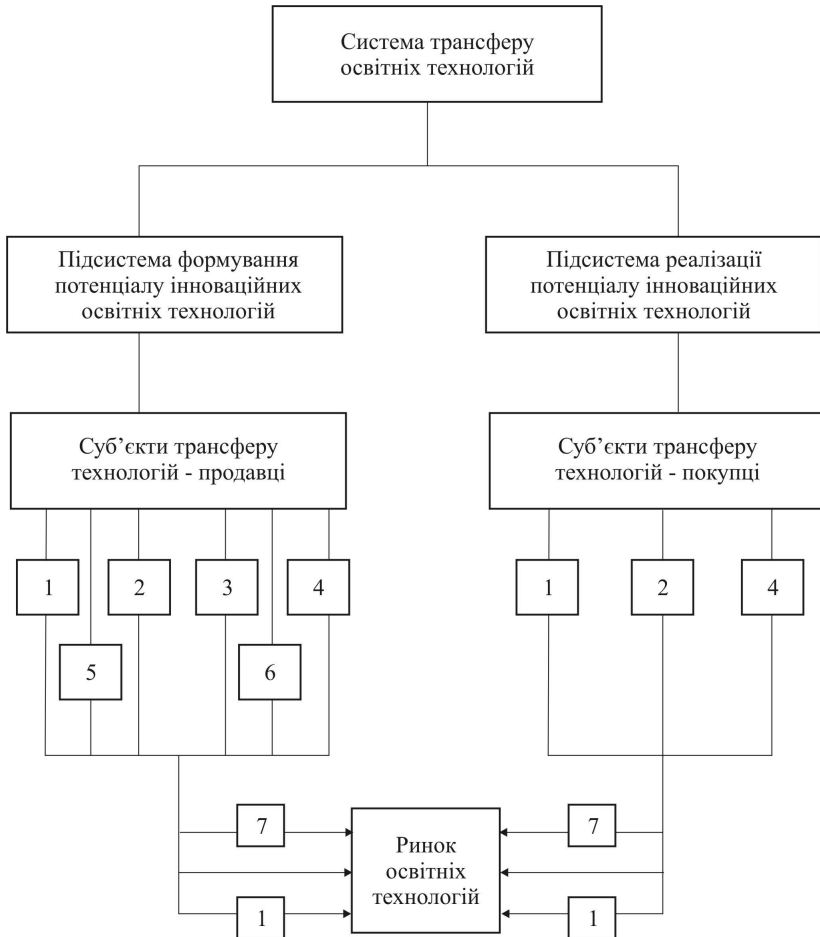 Система трансферу
освітніх технологій
Підсистема формування
потенціалу інноваційних
освітніх технологій
Підсистема реалізації
потенціалу інноваційних
освітніх технологій
Суб’єкти трансферу
технологій - продавці
Суб’єкти трансферу
технологій - покупці
1
2
3
4
5
6
1
2
4
7
1
Ринок
освітніх
технологій
7
1